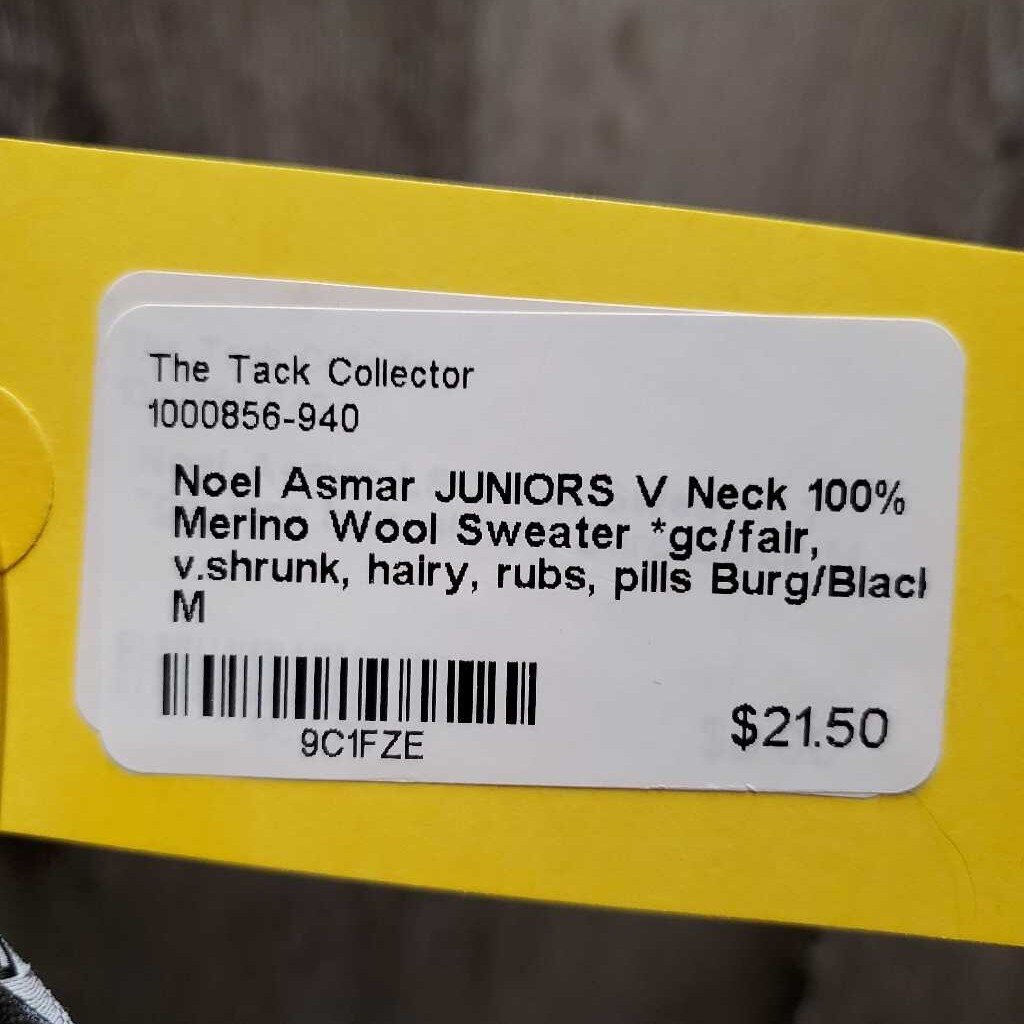 The Tack Collector
1000856-940
Noel Asmar JUNIORS V Neck 100%
Merino Wool Sweater *gc/fair,
v.shrunk, hairy, rubs, pills Burg/Black
M
9C1FZE
$21.50